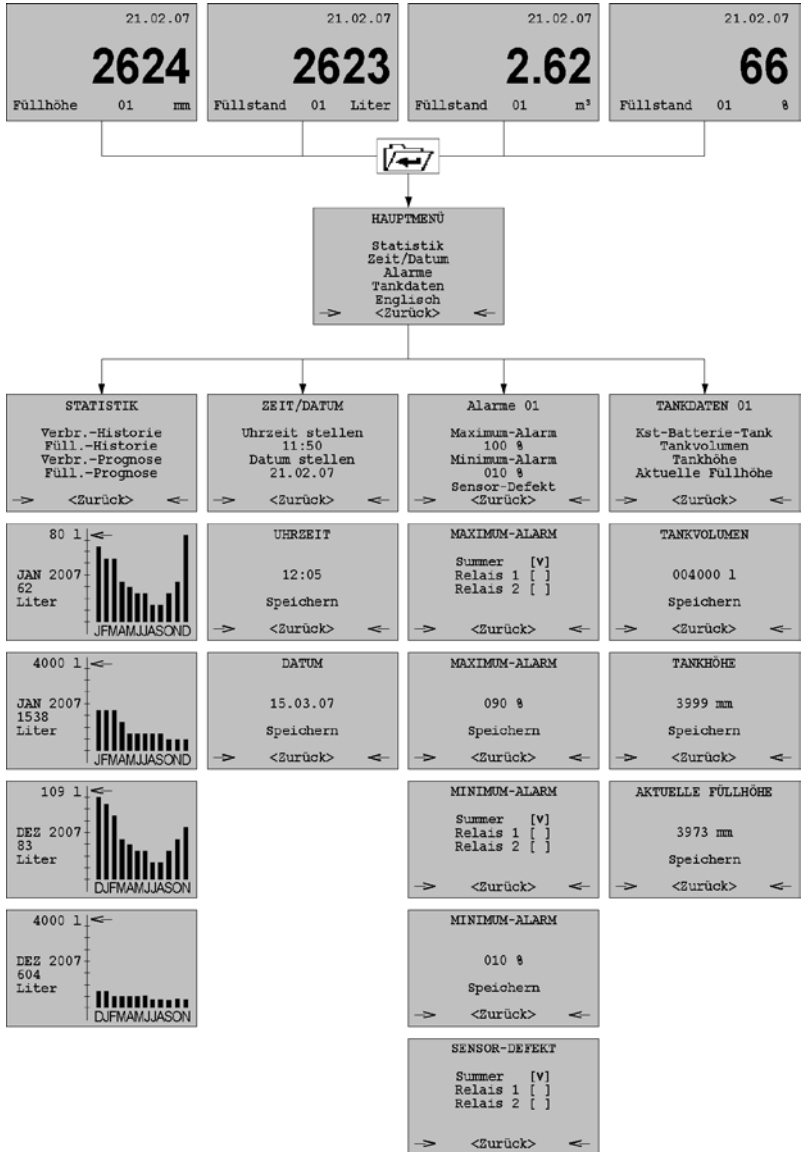 21.02.07
2624
Füllhöhe 01 mm
21.02.07
2623
Füllstand 01 Liter
21.02.07
2.62
Füllstand 01 m³
21.02.07
66
Füllstand 01 %
HAUPTMENÜ
Statistik
Zeit/Datum
Alarme
Tankdaten
Englisch
-> <Zurück> <-
STATISTIK
Verbr.-Historie
Füll.-Historie
Verbr.-Prognose
Füll.-Prognose
-> <Zurück> <-
ZEIT/DATUM
Uhrzeit stellen
11:50
Datum stellen
21.02.07
-> <Zurück> <-
Alarme 01
Maximum-Alarm
100 %
Minimum-Alarm
010 %
Sensor-Defekt
-> <Zurück> <-
TANKDATEN 01
Kst-Batterie-Tank
Tankvolumen
Tankhöhe
Aktuelle Füllhöhe
-> <Zurück> <-
80 l
JAN 2007
62
Liter
JFMAMJJASOND
UHRZEIT
12:05
Speichern
-> <Zurück> <-
MAXIMUM-ALARM
Summer [v]
Relais 1 [ ]
Relais 2 [ ]
-> <Zurück> <-
TANKVOLUMEN
004000 l
Speichern
-> <Zurück> <-
4000 l
JAN 2007
1538
Liter
JFMAMJJASOND
DATUM
15.03.07
Speichern
-> <Zurück> <-
MAXIMUM-ALARM
090 %
Speichern
-> <Zurück> <-
TANKHÖHE
3999 mm
Speichern
-> <Zurück> <-
109 l
DEZ 2007
83
Liter
DJFMAMJJASON
MINIMUM-ALARM
Summer [v]
Relais 1 [ ]
Relais 2 [ ]
-> <Zurück> <-
AKTUELLE FÜLLHÖHE
3973 mm
Speichern
-> <Zurück> <-
4000 l
DEZ 2007
604
Liter
DJFMAMJJASON
MINIMUM-ALARM
010 %
Speichern
-> <Zurück> <-
SENSOR-DEFEKT
Summer [v]
Relais 1 [ ]
Relais 2 [ ]
-> <Zurück> <-